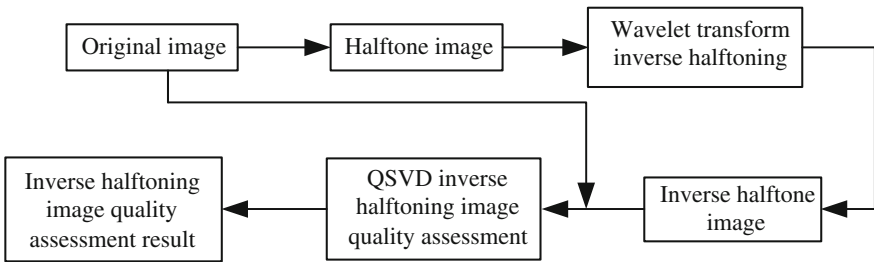 Original image
Halftone image
Wavelet transform
inverse halftoning
Inverse halftoning
image quality
assessment result
QSVD inverse
halftoning image
quality assessment
Inverse halftone
image